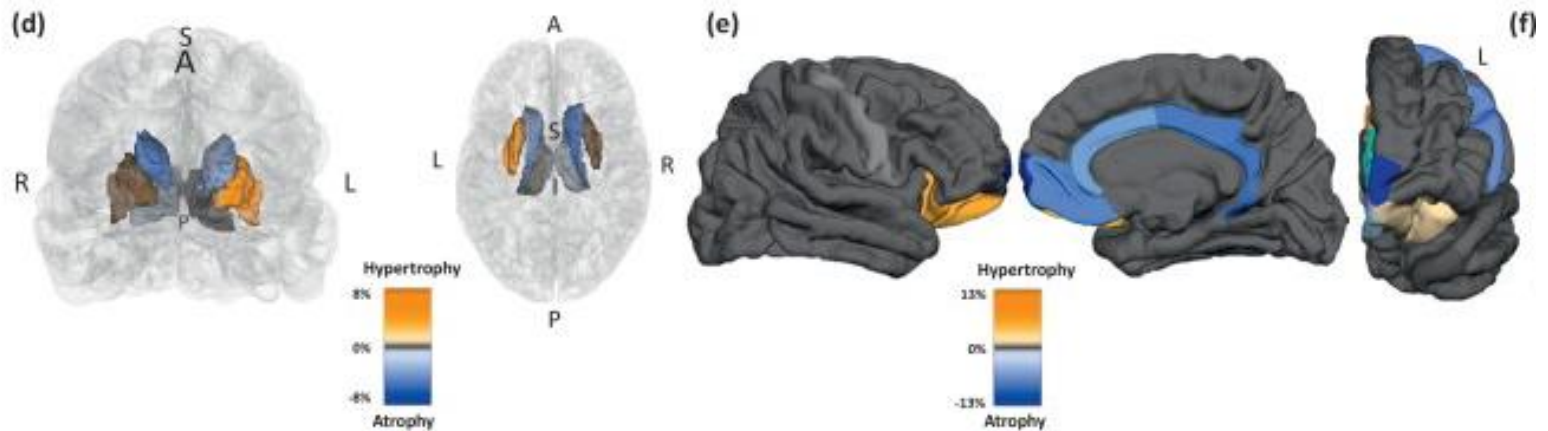 (d)
S
A
R
L
P
A
S
L
R
P
Hypertrophy
8%
0%
-8%
Atrophy
(e)
Hypertrophy
13%
0%
-13%
Atrophy
(f)
L